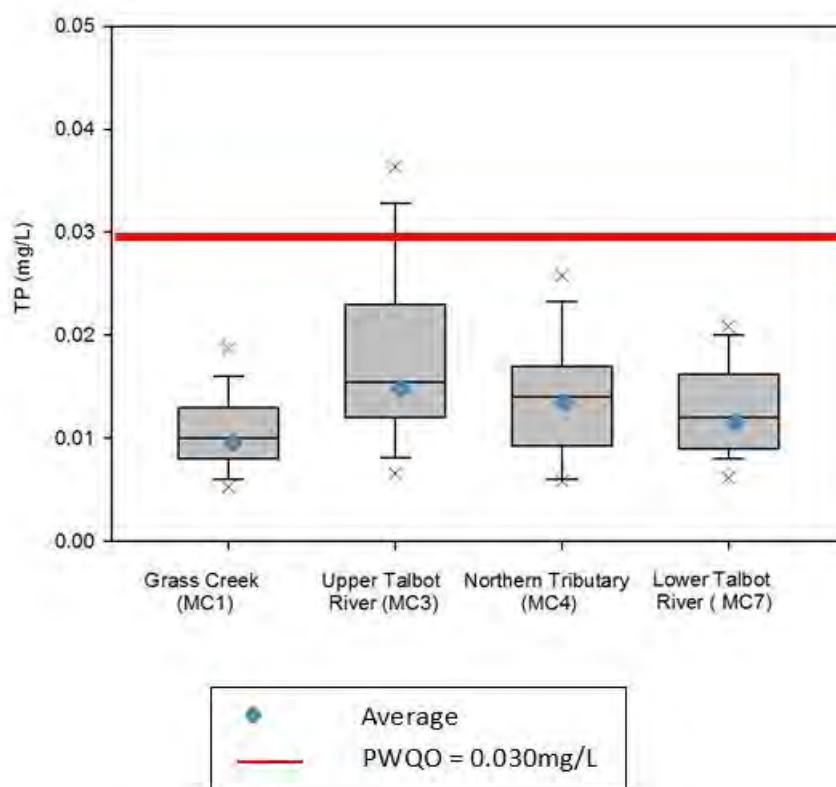 0.05
0.04
0.03
0.02
0.01
0.00
TP (mg/L)
Grass Creek
(MC1)
Upper Talbot
River (MC3)
Northern Tributary
(MC4)
Lower Talbot
River ( MC7)
Average
PWQO = 0.030mg/L